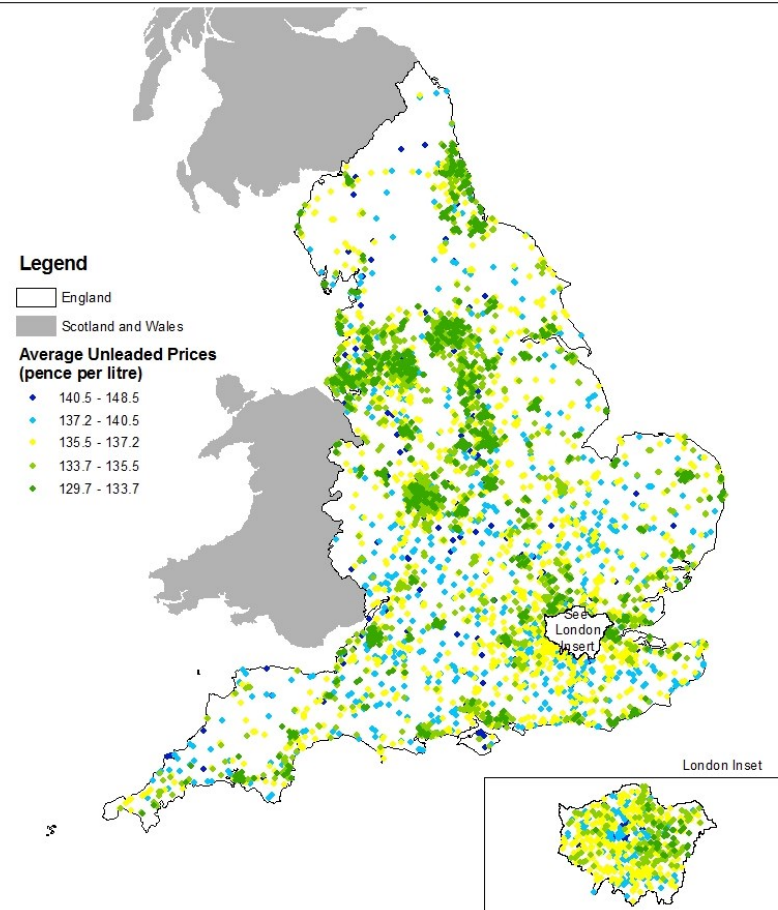 Legend
England
Scotland and Wales
Average Unleaded Prices
(pence per litre)
140.5 - 148.5
137.2 - 140.5
135.5 - 137.2
133.7 - 135.5
129.7 - 133.7
See
London
Insert
London Inset